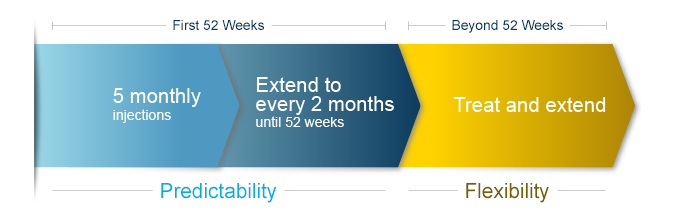 First 52 Weeks
Beyond 52 Weeks
5 monthly
injections
Extend to
every 2 months
until 52 weeks
Treat and extend
Predictability
Flexibility